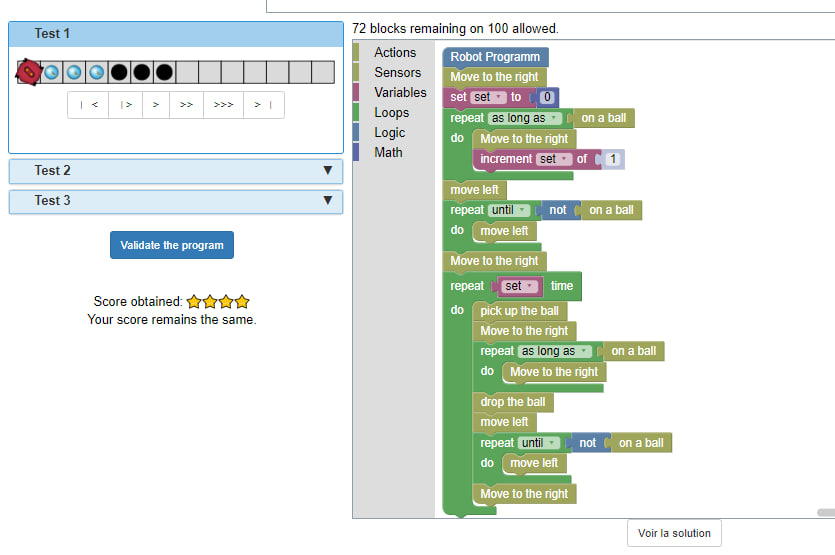 72 blocks remaining on 100 allowed.
Test 1
| < | > > >> >>> > |
Test 2 ▼
Test 3 ▼
Validate the program
Score obtained:
Your score remains the same.
Actions
Sensors
Variables
Loops
Logic
Math
Robot Programm
Move to the right
set set to 0
repeat as long as on a ball
do Move to the right
increment set of 1
move left
repeat until not on a ball
do move left
Move to the right
repeat set time
do pick up the ball
Move to the right
repeat as long as on a ball
do Move to the right
drop the ball
move left
repeat until not on a ball
do move left
Move to the right
Voir la solution